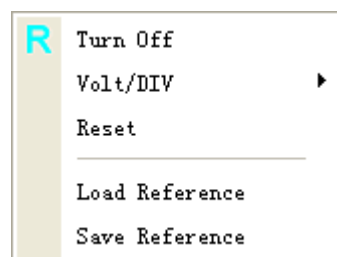 R Turn Off
Volt/DIV
Reset
Load Reference
Save Reference